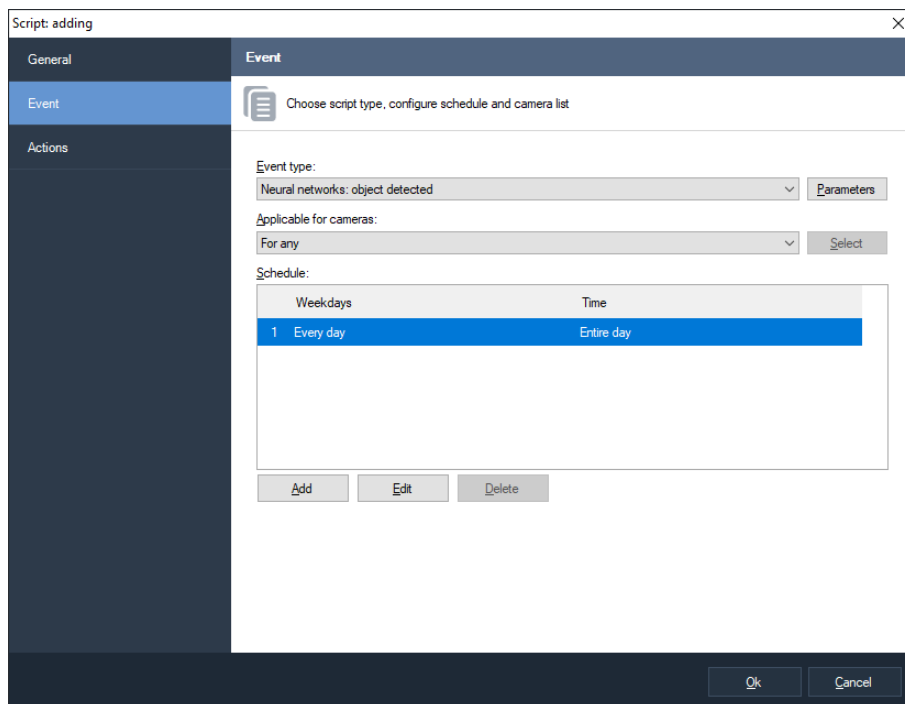 Script: adding
General
Event
Actions
Event
Choose script type, configure schedule and camera list
Event type:
Neural networks: object detected
Parameters
Applicable for cameras:
For any
Select
Schedule:
Weekdays Time
1 Every day Entire day
Add Edit Delete
Ok Cancel